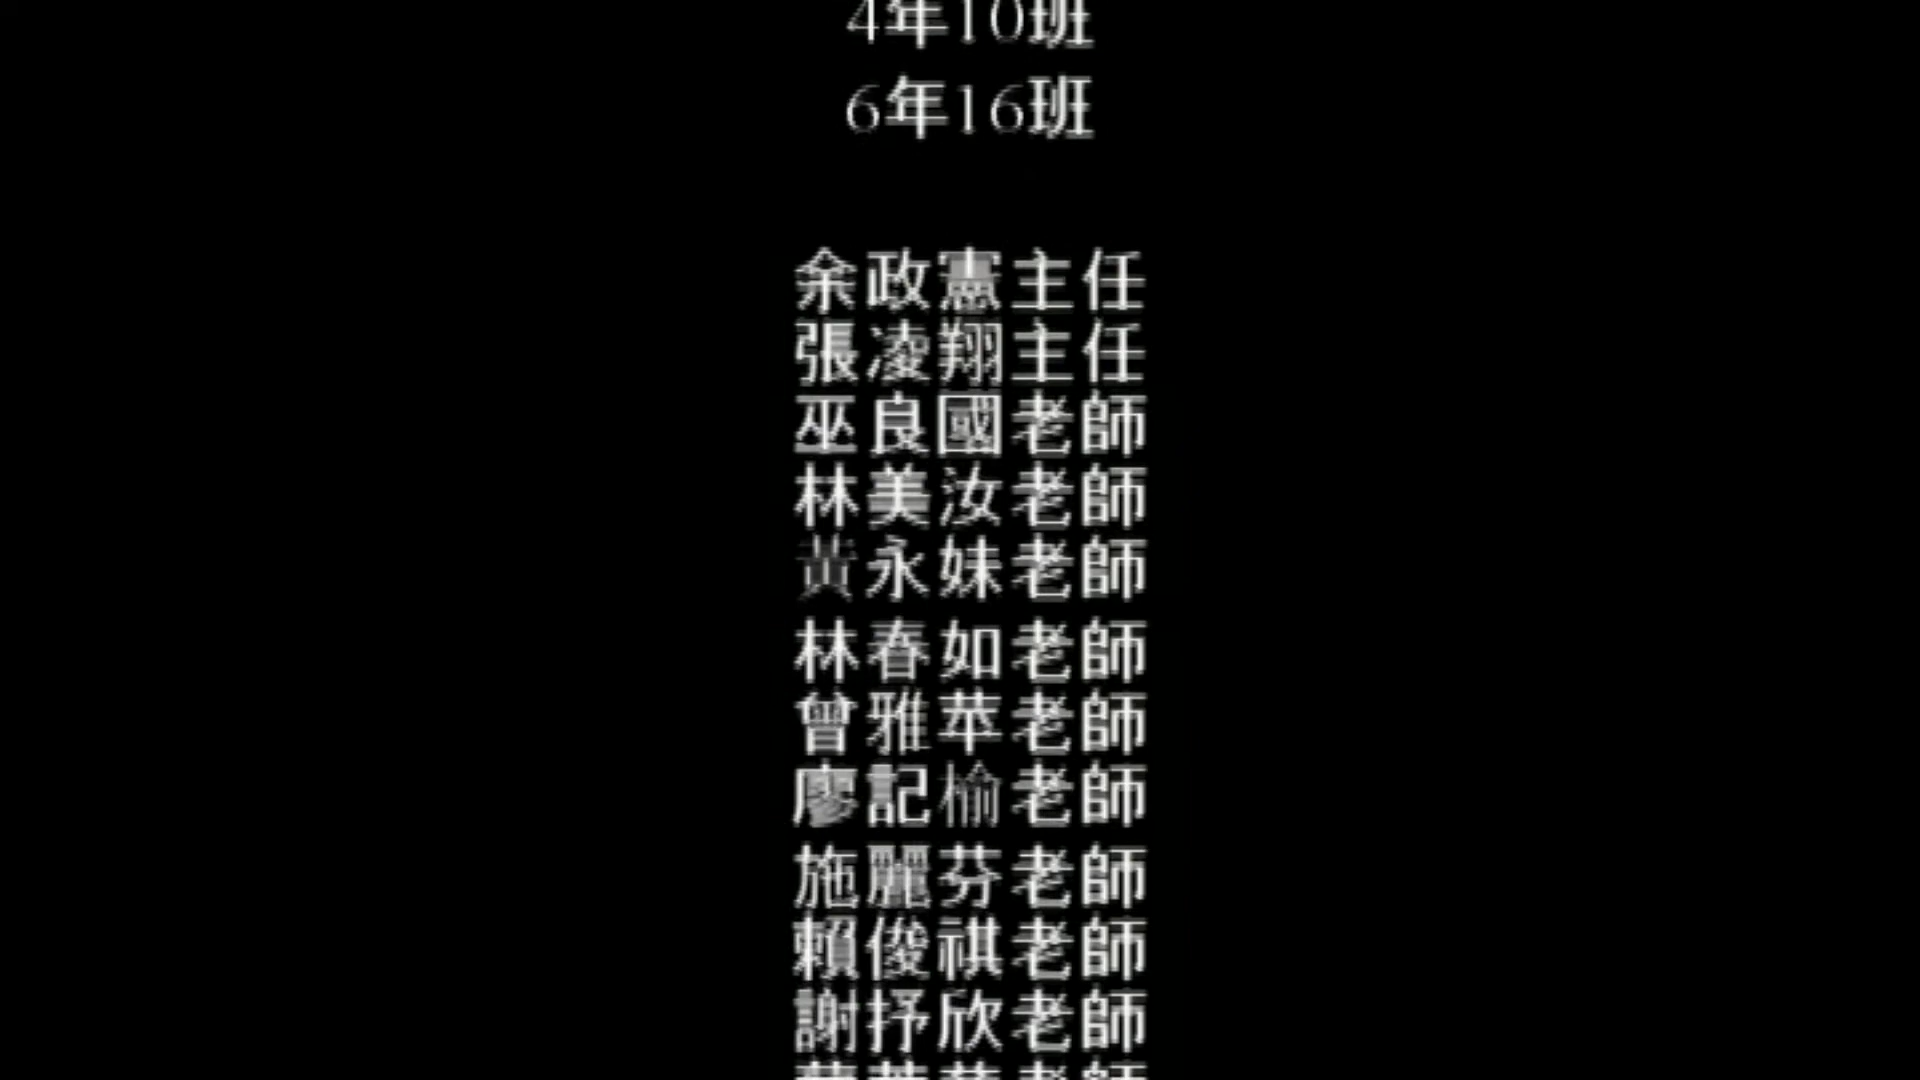 4年10班
6年16班
余政憲主任
張凌翔主任
巫良國老師
林美汝老師
黃永妹老師
林春如老師
曾雅苹老師
廖記榆老師
施麗芬老師
賴俊祺老師
謝抒欣老師